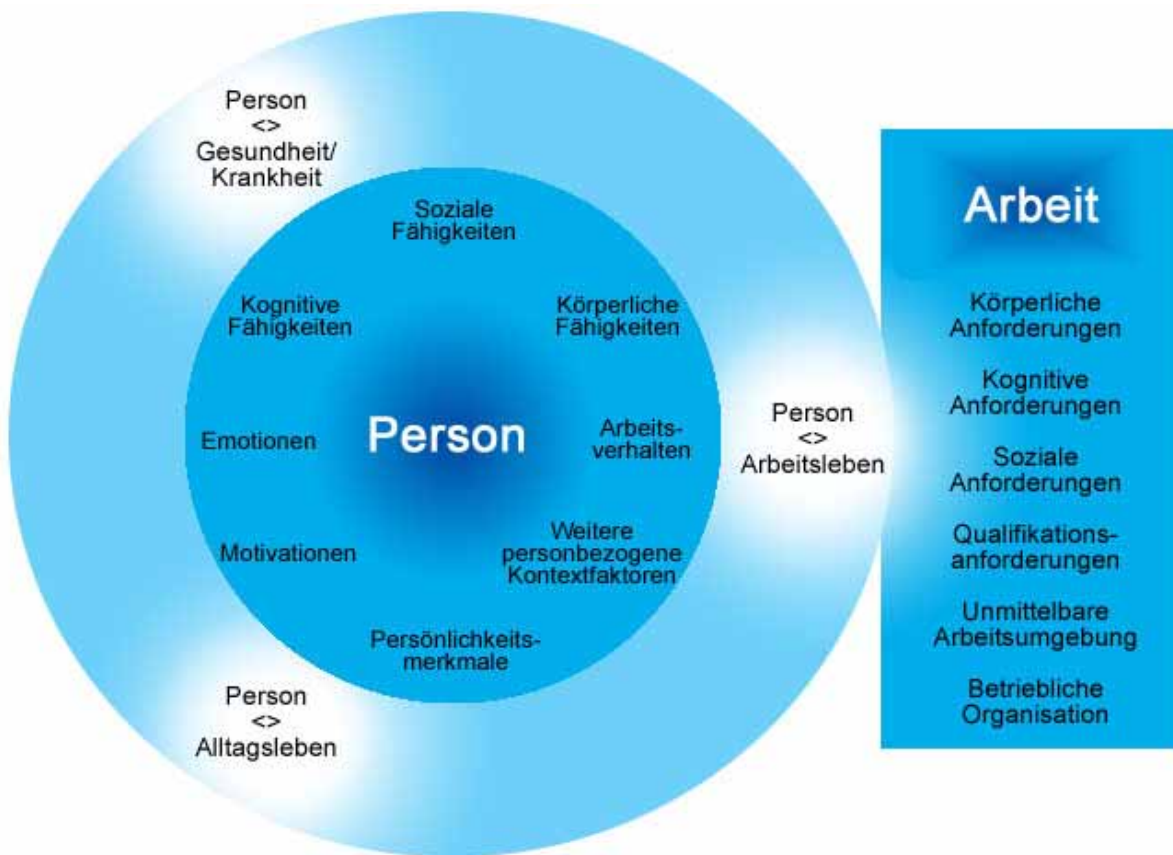 Person
<>
Gesundheit/
Krankheit
Soziale
Fähigkeiten
Kognitive
Fähigkeiten
Körperliche
Fähigkeiten
Emotionen
Person
Arbeits-
verhalten
Motivationen
Weitere
personbezogene
Kontextfaktoren
Persönlichkeits-
merkmale
Person
<>
Alltagsleben
Person
<>
Arbeitsleben
Arbeit
Körperliche
Anforderungen
Kognitive
Anforderungen
Soziale
Anforderungen
Qualifikations-
anforderungen
Unmittelbare
Arbeitsumgebung
Betriebliche
Organisation